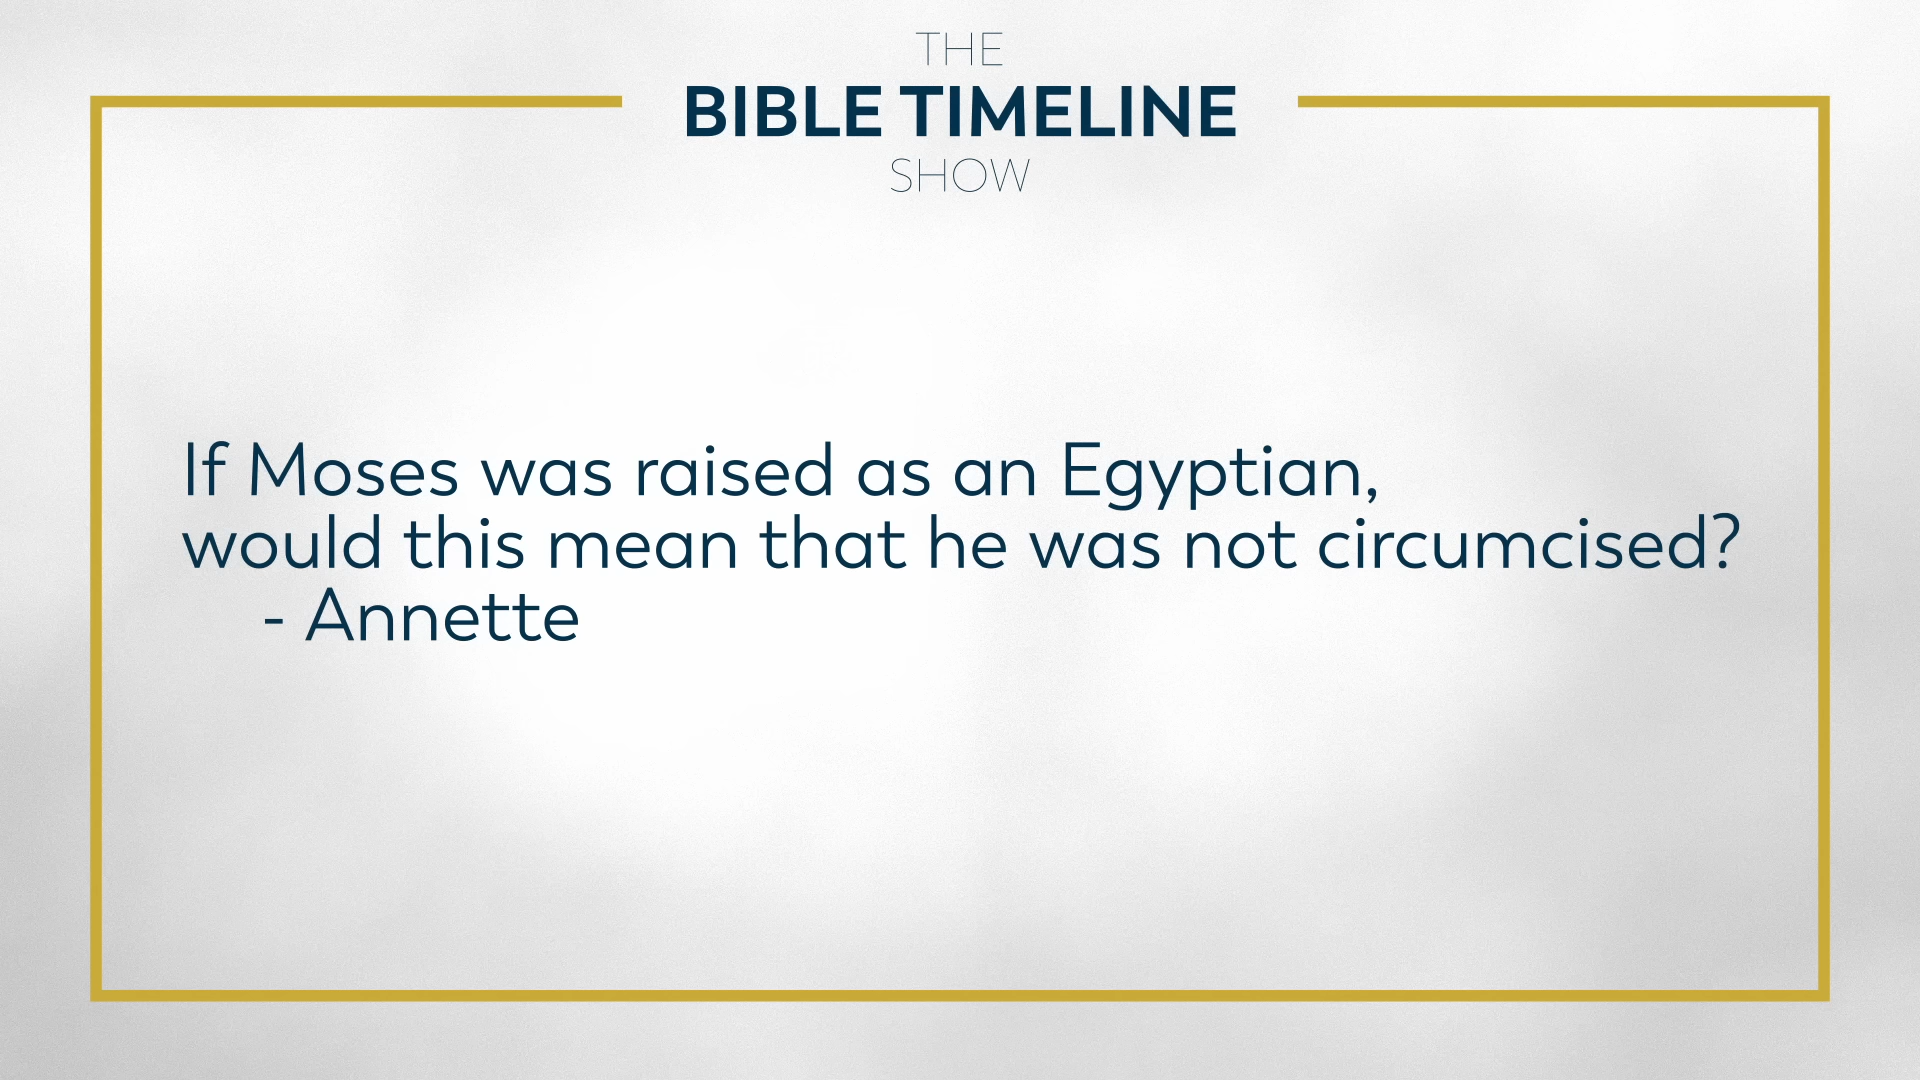 THE
BIBLE TIMELINE
SHOW
If Moses was raised as an Egyptian,
would this mean that he was not circumcised?
- Annette